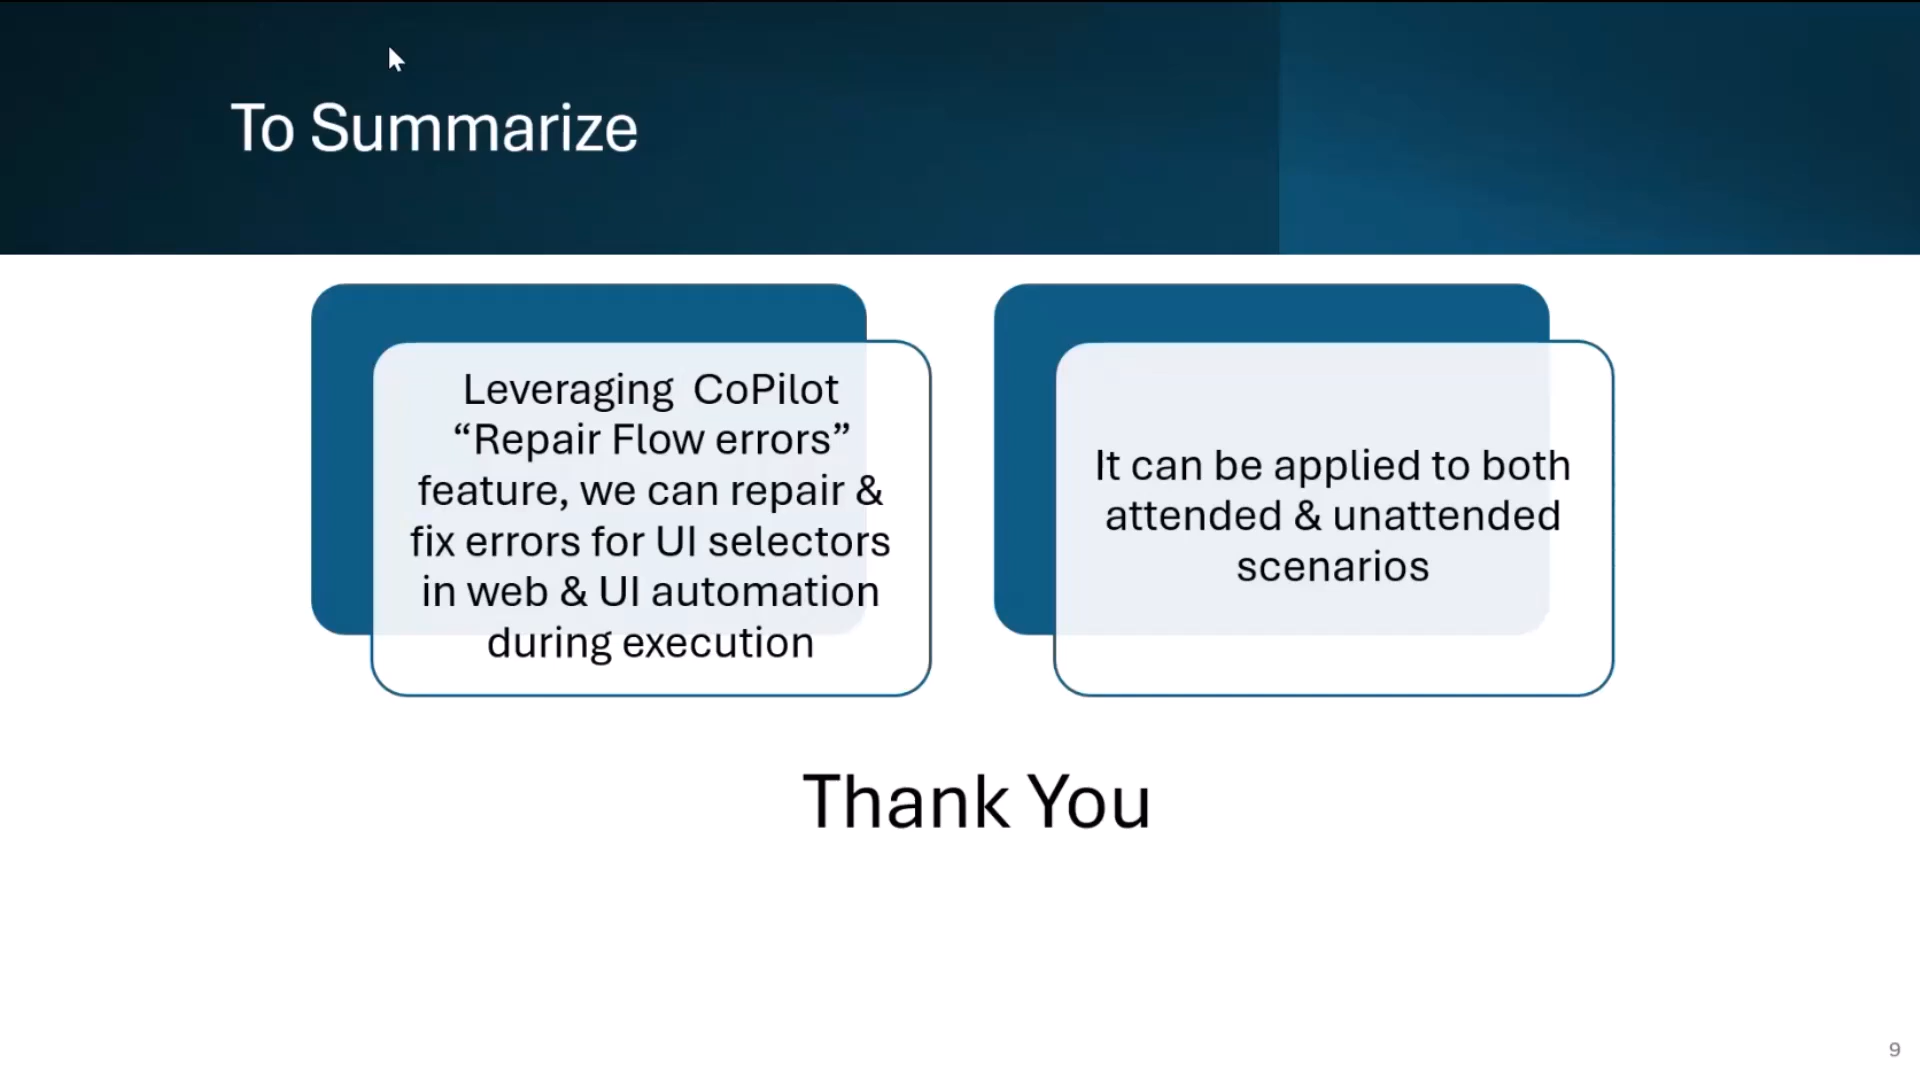 To Summarize
Leveraging  CoPilot
“Repair Flow errors”
feature, we can repair &
fix errors for UI selectors
in web & UI automation
during execution
It can be applied to both
attended & unattended
scenarios
Thank You
9